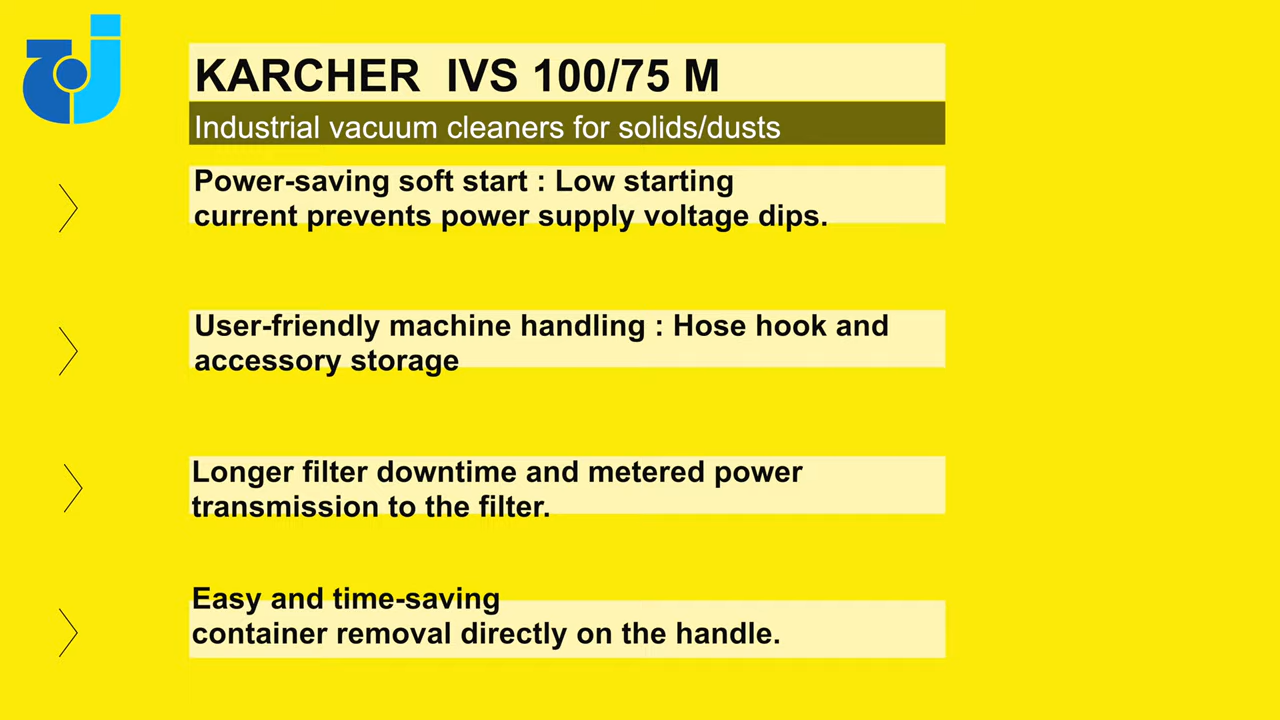 KARCHER IVS 100/75 M
Industrial vacuum cleaners for solids/dusts
Power-saving soft start : Low starting
current prevents power supply voltage dips.
User-friendly machine handling : Hose hook and
accessory storage
Longer filter downtime and metered power
transmission to the filter.
Easy and time-saving
container removal directly on the handle.